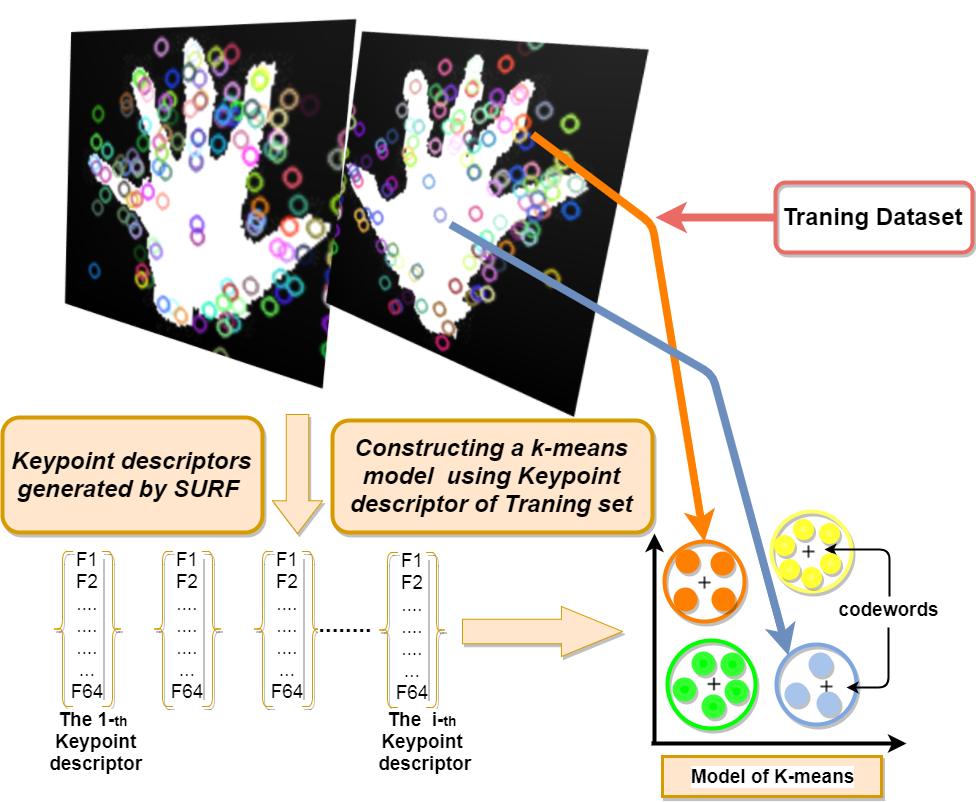 Traning Dataset
Keypoint descriptors
generated by SURF
Constructing a k-means
model using Keypoint
descriptor of Traning set
F1 F1 F1 F1
F2 F2 F2 F2
.... .... .... ....
.... .... .... .... ..........
.... .... .... ....
... ... ... ...
F64 F64 F64 F64
The 1-th
Keypoint
descriptor
The i-th
Keypoint
descriptor
codewords
Model of K-means